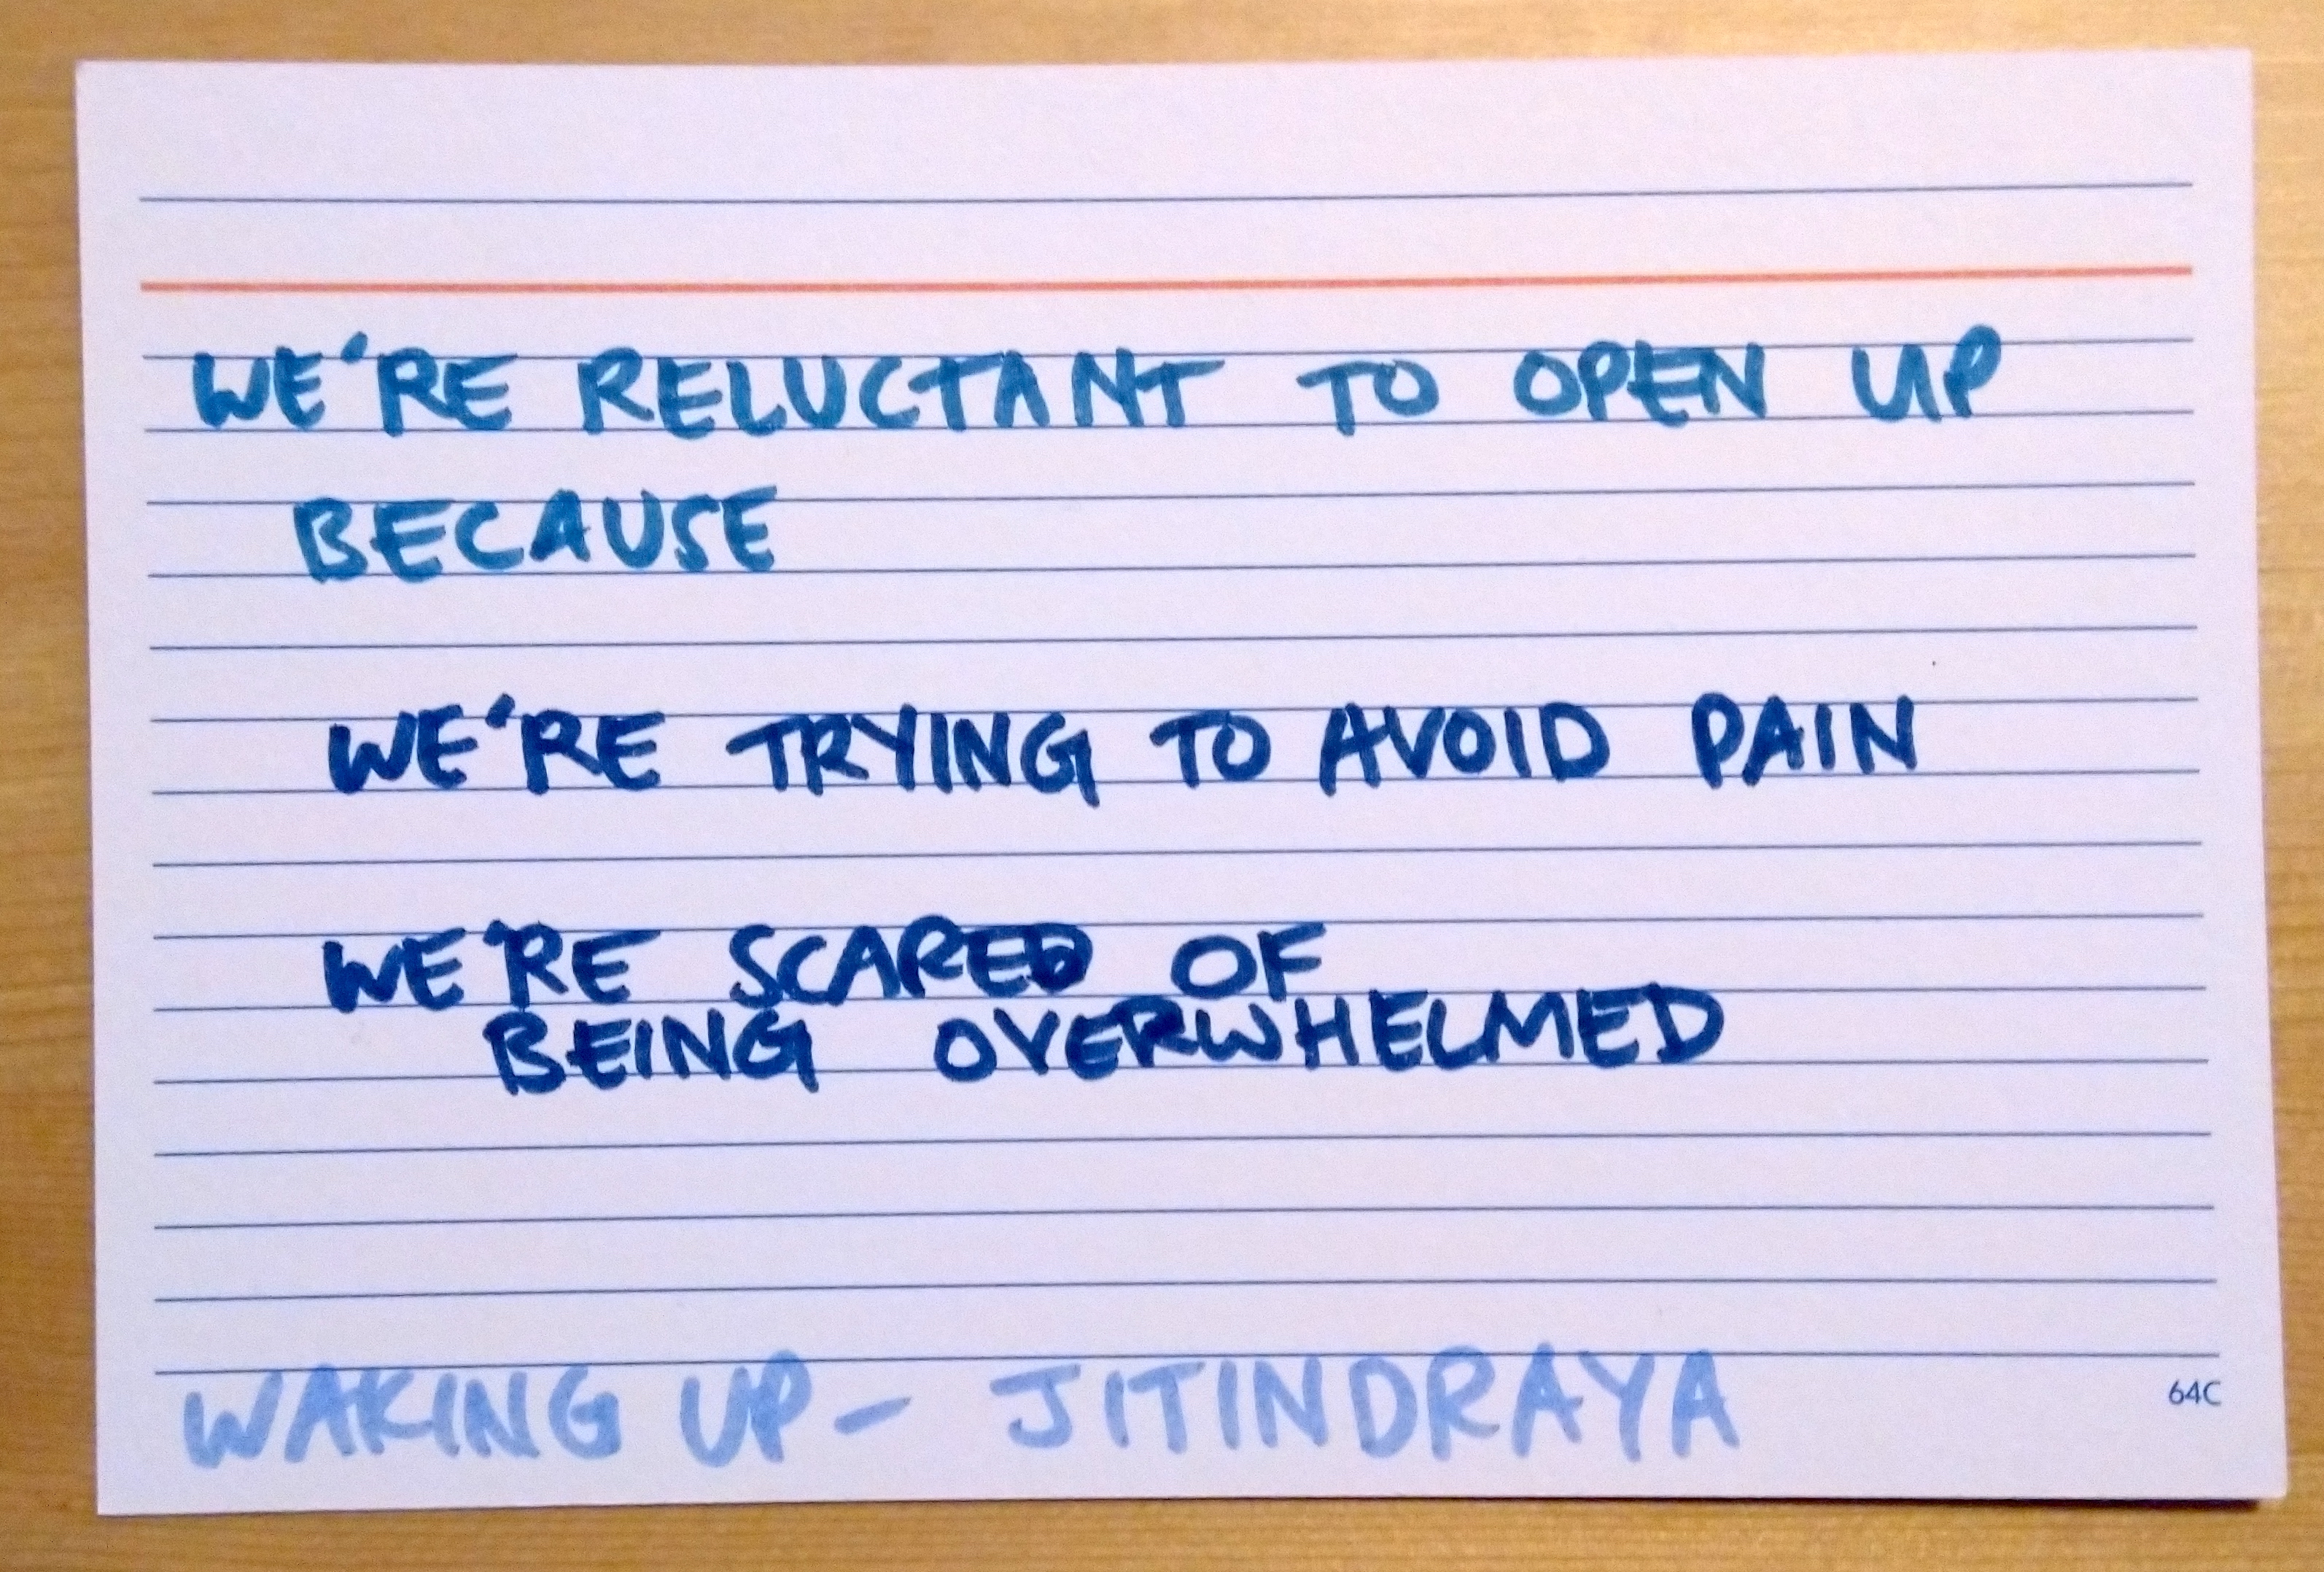 WE'RE RELUCTANT TO OPEN UP
BECAUSE
WE'RE TRYING TO AVOID PAIN
WE'RE SCARED OF
BEING OVERWHELMED
WAKING UP - JITINDRAYA
64C